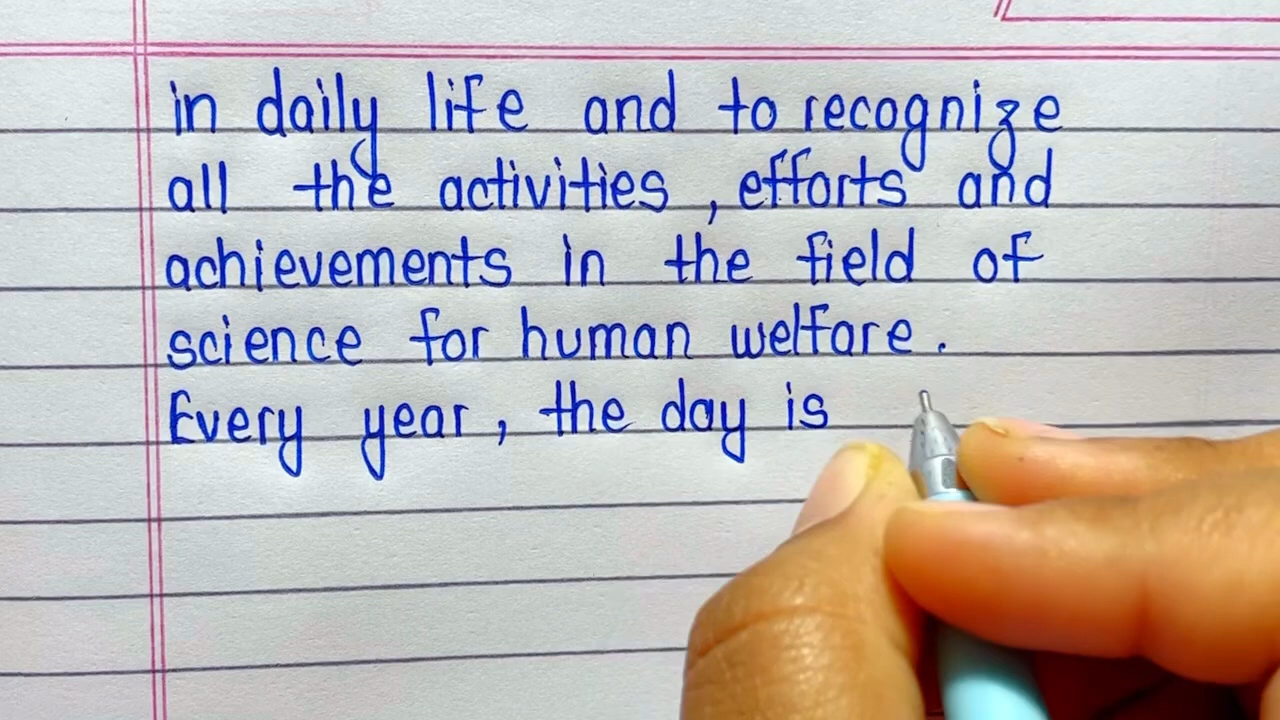 in daily life and to recognize
all the activities, efforts and
achievements in the field of
science for human welfare.
Every year, the day is